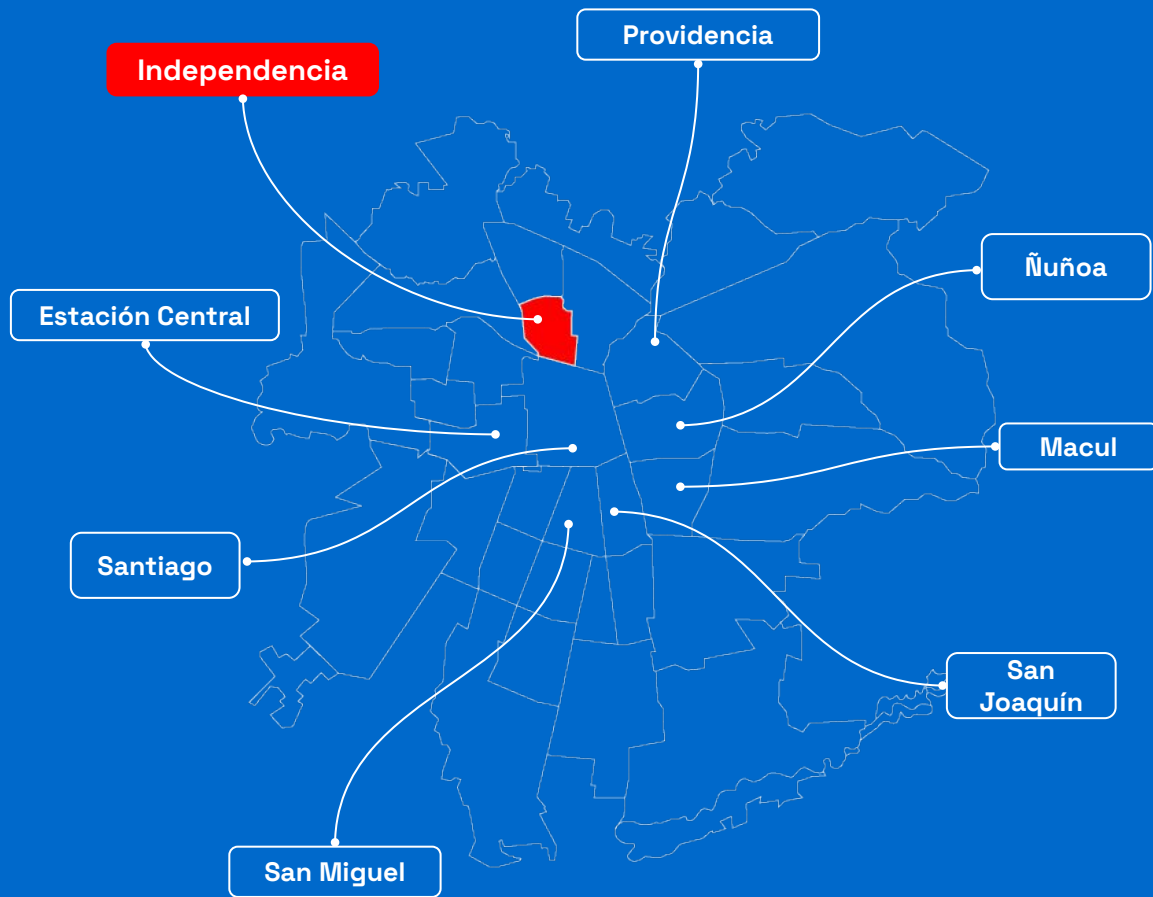 Providencia
Independencia
Ñuñoa
Estación Central
Macul
Santiago
San
Joaquín
San Miguel